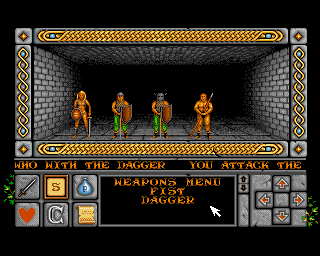 WHO WITH THE DAGGER YOU ATTACK THE
S
WEAPONS MENU
FIST
DAGGER
C